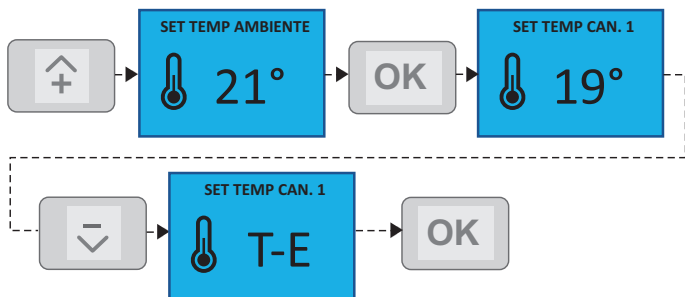 +
SET TEMP AMBIENTE
21°
OK
SET TEMP CAN. 1
19°
-
SET TEMP CAN. 1
T-E
OK